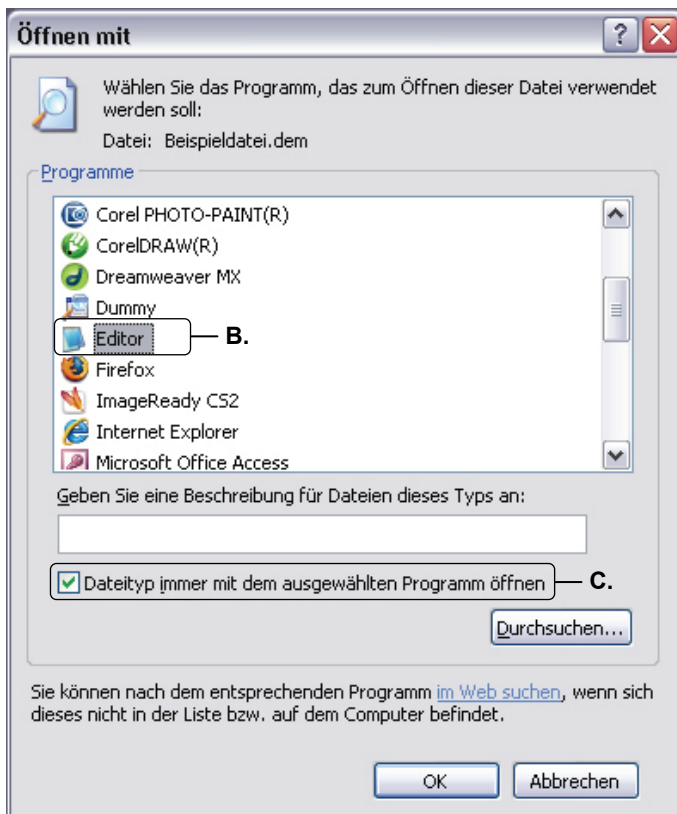 Öffnen mit
?
Wählen Sie das Programm, das zum Öffnen dieser Datei verwendet
werden soll:
Datei: Beispieldatei.dem
Programme
Corel PHOTO-PAINT(R)
CorelDRAW(R)
Dreamweaver MX
Dummy
Editor
B.
Firefox
ImageReady CS2
Internet Explorer
Microsoft Office Access
Geben Sie eine Beschreibung für Dateien dieses Typs an:
Dateityp immer mit dem ausgewählten Programm öffnen
C.
Durchsuchen...
Sie können nach dem entsprechenden Programm im Web suchen, wenn sich
dieses nicht in der Liste bzw. auf dem Computer befindet.
OK
Abbrechen